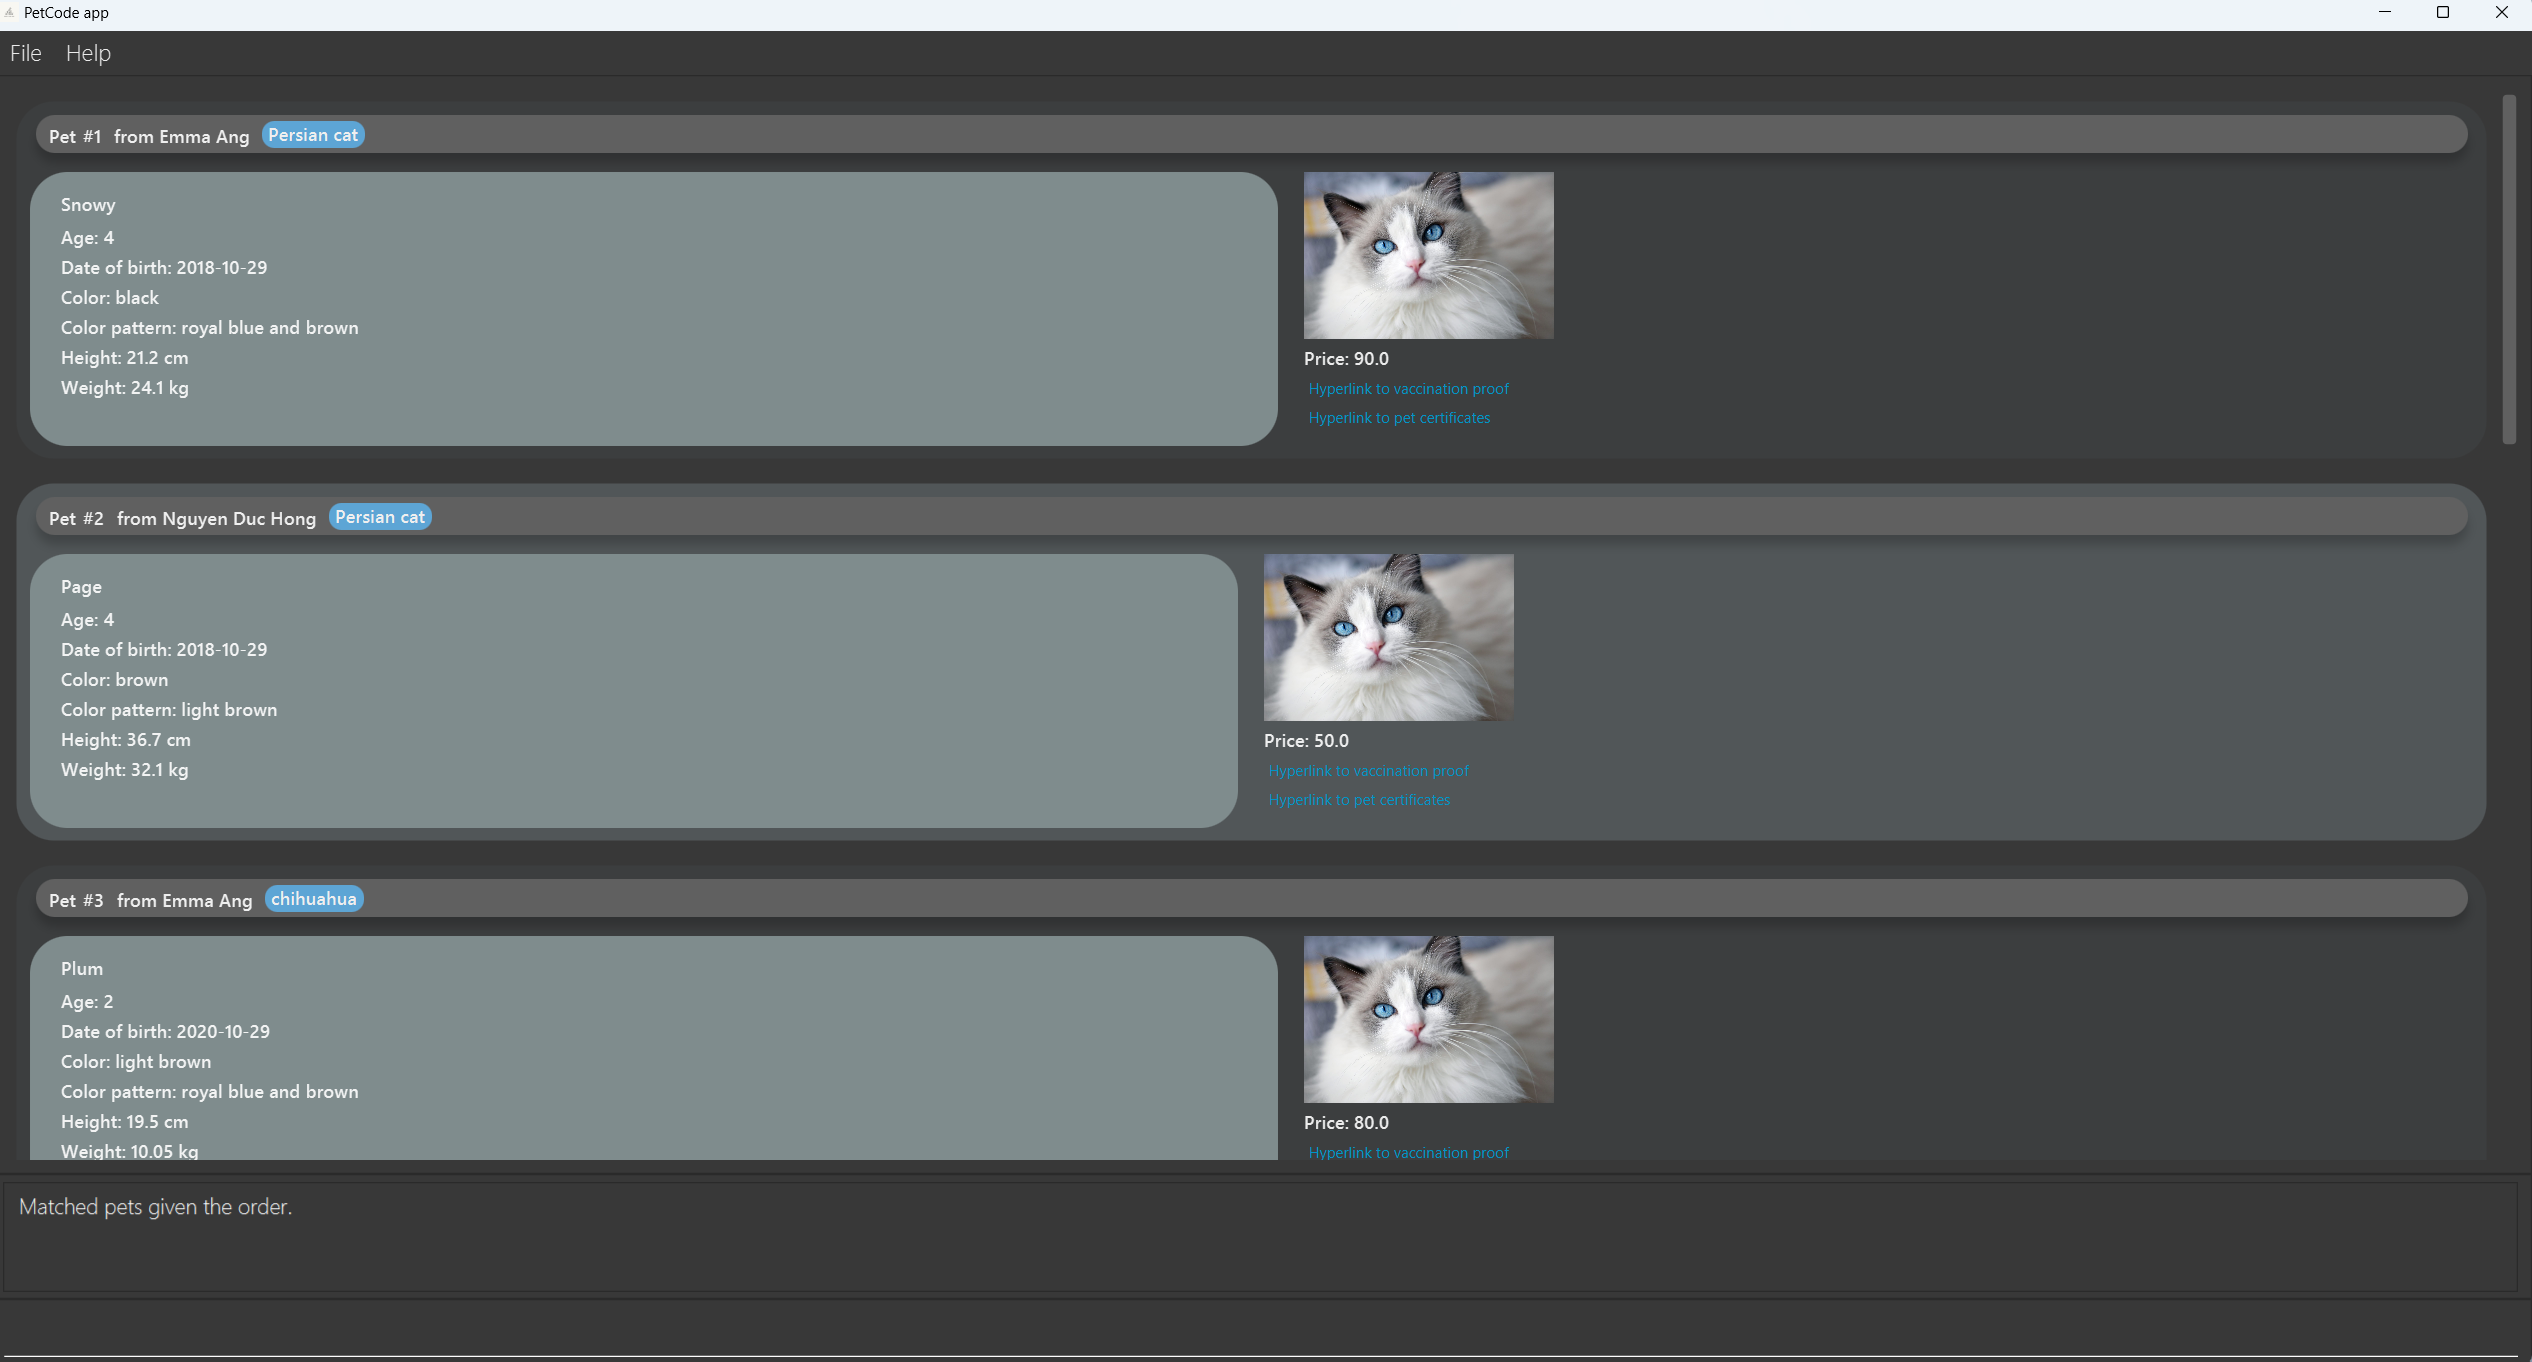 PetCode app
File Help
Pet #1 from Emma Ang Persian cat
Snowy
Age: 4
Date of birth: 2018-10-29
Color: black
Color pattern: royal blue and brown
Height: 21.2 cm
Weight: 24.1 kg
Price: 90.0
Hyperlink to vaccination proof
Hyperlink to pet certificates
Pet #2 from Nguyen Duc Hong Persian cat
Page
Age: 4
Date of birth: 2018-10-29
Color: brown
Color pattern: light brown
Height: 36.7 cm
Weight: 32.1 kg
Price: 50.0
Hyperlink to vaccination proof
Hyperlink to pet certificates
Pet #3 from Emma Ang chihuahua
Plum
Age: 2
Date of birth: 2020-10-29
Color: light brown
Color pattern: royal blue and brown
Height: 19.5 cm
Weight: 10.05 kg
Price: 80.0
Hyperlink to vaccination proof
Matched pets given the order.